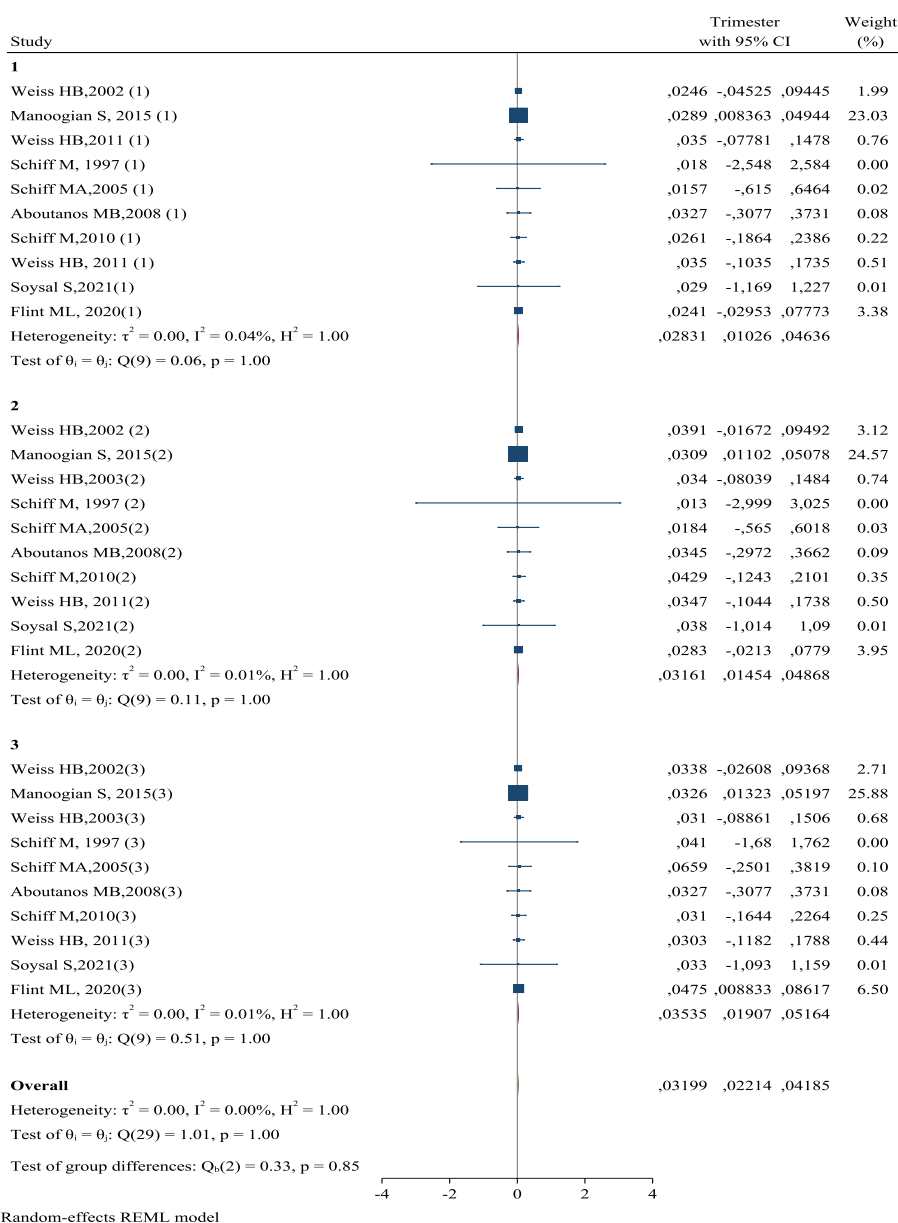 Trimester Weight
Study with 95% CI (%)
1
Weiss HB,2002 (1) ,0246 -,04525 ,09445 1.99
Manoogian S, 2015 (1) ,0289 ,008363 ,04944 23.03
Weiss HB,2011 (1) ,035 -,07781 ,1478 0.76
Schiff M, 1997 (1) ,018 -2,548 2,584 0.00
Schiff MA,2005 (1) ,0157 -,615 ,6464 0.02
Aboutanos MB,2008 (1) ,0327 -,3077 ,3731 0.08
Schiff M,2010 (1) ,0261 -,1864 ,2386 0.22
Weiss HB, 2011 (1) ,035 -,1035 ,1735 0.51
Soysal S,2021(1) ,029 -1,169 1,227 0.01
Flint ML, 2020(1) ,0241 -,02953 ,07773 3.38
Heterogeneity: τ² = 0.00, I² = 0.04%, H² = 1.00 ,02831 ,01026 ,04636
Test of θᵢ = θⱼ: Q(9) = 0.06, p = 1.00
2
Weiss HB,2002 (2) ,0391 -,01672 ,09492 3.12
Manoogian S, 2015(2) ,0309 ,01102 ,05078 24.57
Weiss HB,2003(2) ,034 -,08039 ,1484 0.74
Schiff M, 1997 (2) ,013 -2,999 3,025 0.00
Schiff MA,2005(2) ,0184 -,565 ,6018 0.03
Aboutanos MB,2008(2) ,0345 -,2972 ,3662 0.09
Schiff M,2010(2) ,0429 -,1243 ,2101 0.35
Weiss HB, 2011(2) ,0347 -,1044 ,1738 0.50
Soysal S,2021(2) ,038 -1,014 1,09 0.01
Flint ML, 2020(2) ,0283 -,0213 ,0779 3.95
Heterogeneity: τ² = 0.00, I² = 0.01%, H² = 1.00 ,03161 ,01454 ,04868
Test of θᵢ = θⱼ: Q(9) = 0.11, p = 1.00
3
Weiss HB,2002(3) ,0338 -,02608 ,09368 2.71
Manoogian S, 2015(3) ,0326 ,01323 ,05197 25.88
Weiss HB,2003(3) ,031 -,08861 ,1506 0.68
Schiff M, 1997 (3) ,041 -1,68 1,762 0.00
Schiff MA,2005(3) ,0659 -,2501 ,3819 0.10
Aboutanos MB,2008(3) ,0327 -,3077 ,3731 0.08
Schiff M,2010(3) ,031 -,1644 ,2264 0.25
Weiss HB, 2011(3) ,0303 -,1182 ,1788 0.44
Soysal S,2021(3) ,033 -1,093 1,159 0.01
Flint ML, 2020(3) ,0475 ,008833 ,08617 6.50
Heterogeneity: τ² = 0.00, I² = 0.01%, H² = 1.00 ,03535 ,01907 ,05164
Test of θᵢ = θⱼ: Q(9) = 0.51, p = 1.00
Overall ,03199 ,02214 ,04185
Heterogeneity: τ² = 0.00, I² = 0.00%, H² = 1.00
Test of θᵢ = θⱼ: Q(29) = 1.01, p = 1.00
Test of group differences: Q_b(2) = 0.33, p = 0.85
-4 -2 0 2 4
Random-effects REML model